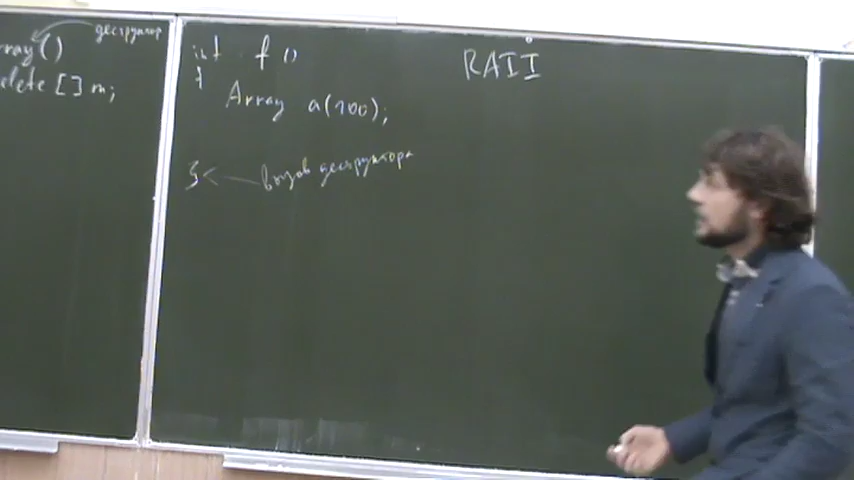 деструктор
rray()
elete [] m;
int f()
{
Array a(100);
} <— вызов деструктора
RAII